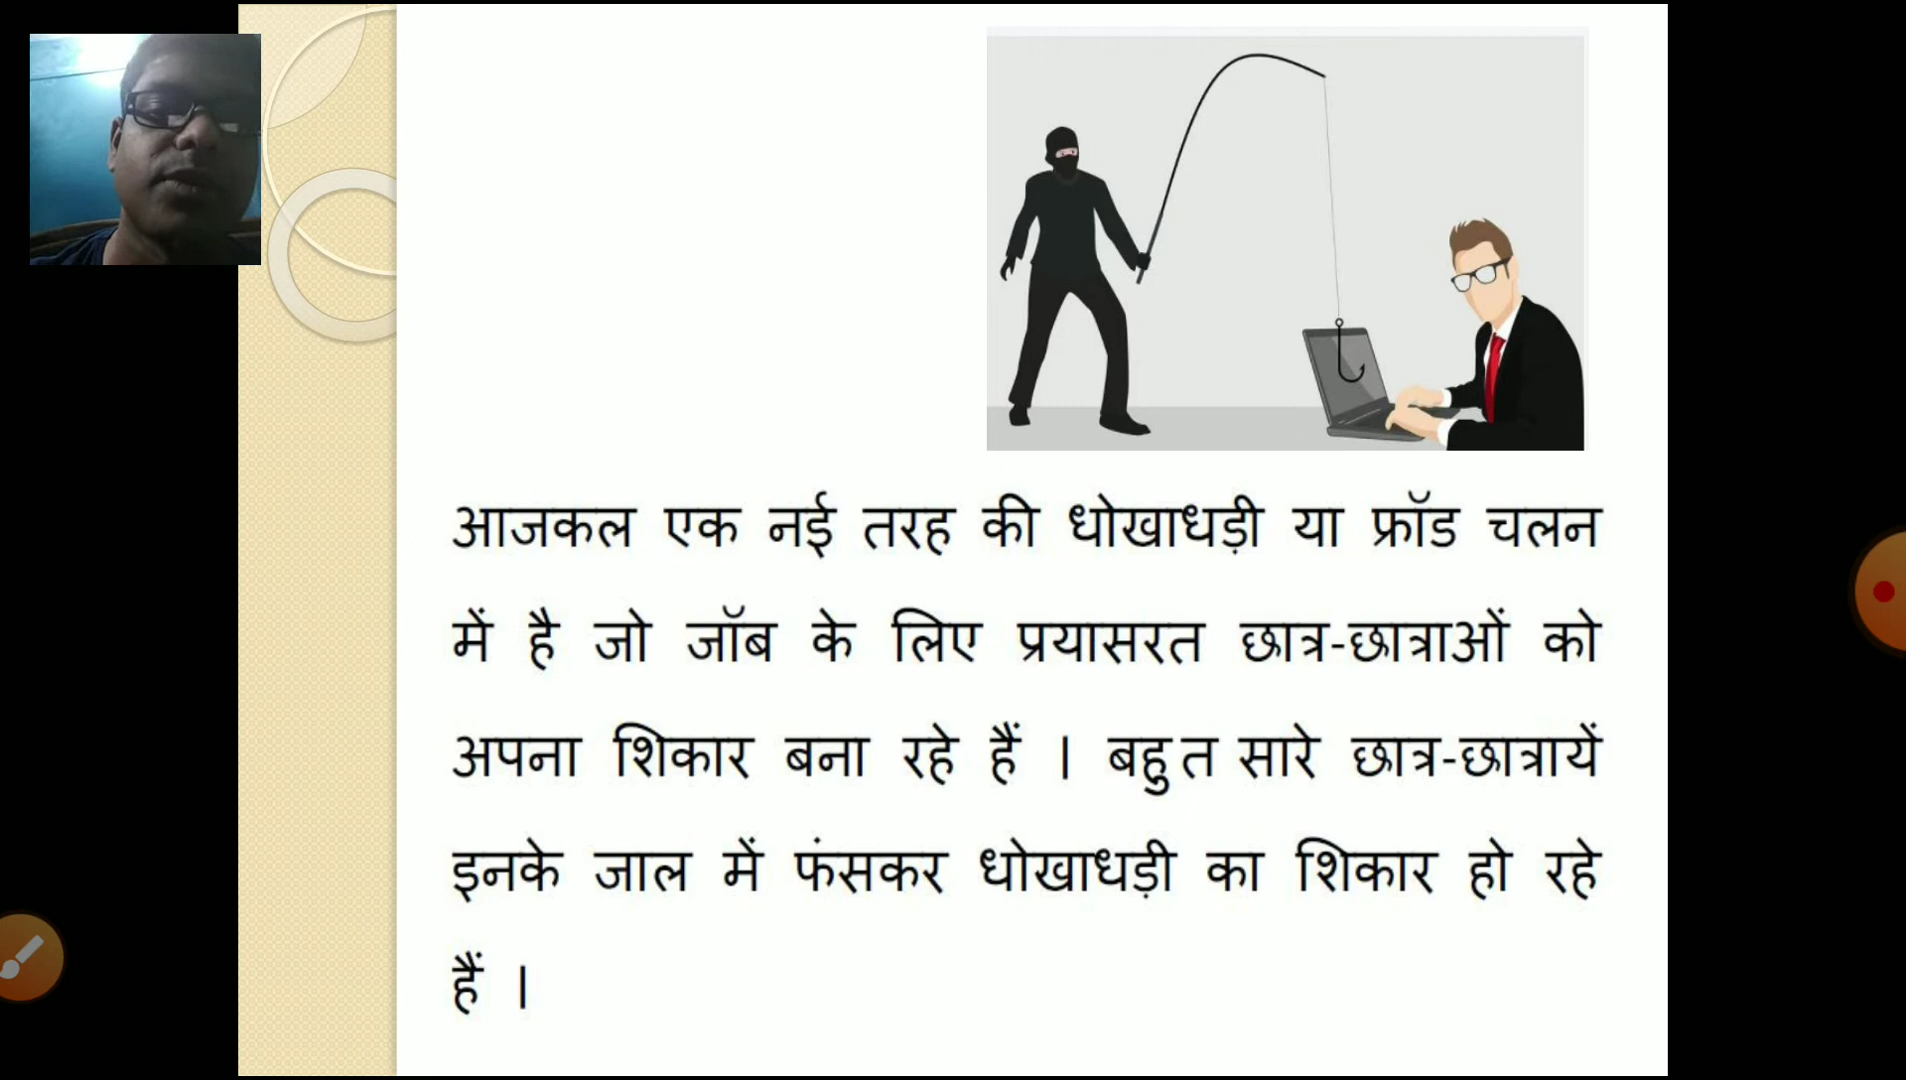 आजकल एक नई तरह की धोखाधड़ी या फ्रॉड चलन
में है जो जॉब के लिए प्रयासरत छात्र-छात्राओं को
अपना शिकार बना रहे हैं । बहुत सारे छात्र-छात्रायें
इनके जाल में फंसकर धोखाधड़ी का शिकार हो रहे
हैं ।